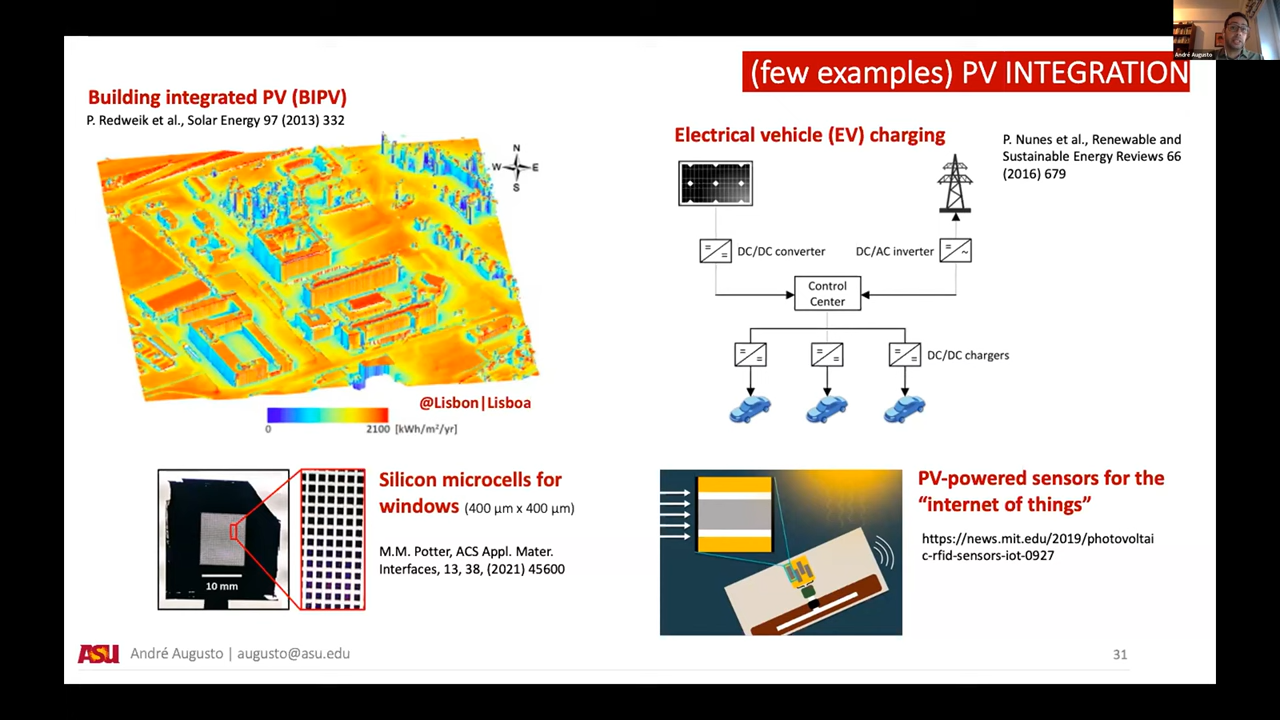 André Augusto
(few examples) PV INTEGRATION
Building integrated PV (BIPV)
P. Redweik et al., Solar Energy 97 (2013) 332
N
W E
S
@Lisbon|Lisboa
0 2100 [kWh/m²/yr]
Electrical vehicle (EV) charging
P. Nunes et al., Renewable and
Sustainable Energy Reviews 66
(2016) 679
DC/DC converter
DC/AC inverter
Control
Center
DC/DC chargers
10 mm
Silicon microcells for
windows (400 µm x 400 µm)
M.M. Potter, ACS Appl. Mater.
Interfaces, 13, 38, (2021) 45600
PV-powered sensors for the
“internet of things”
https://news.mit.edu/2019/photovoltai
c-rfid-sensors-iot-0927
ASU André Augusto | augusto@asu.edu
31